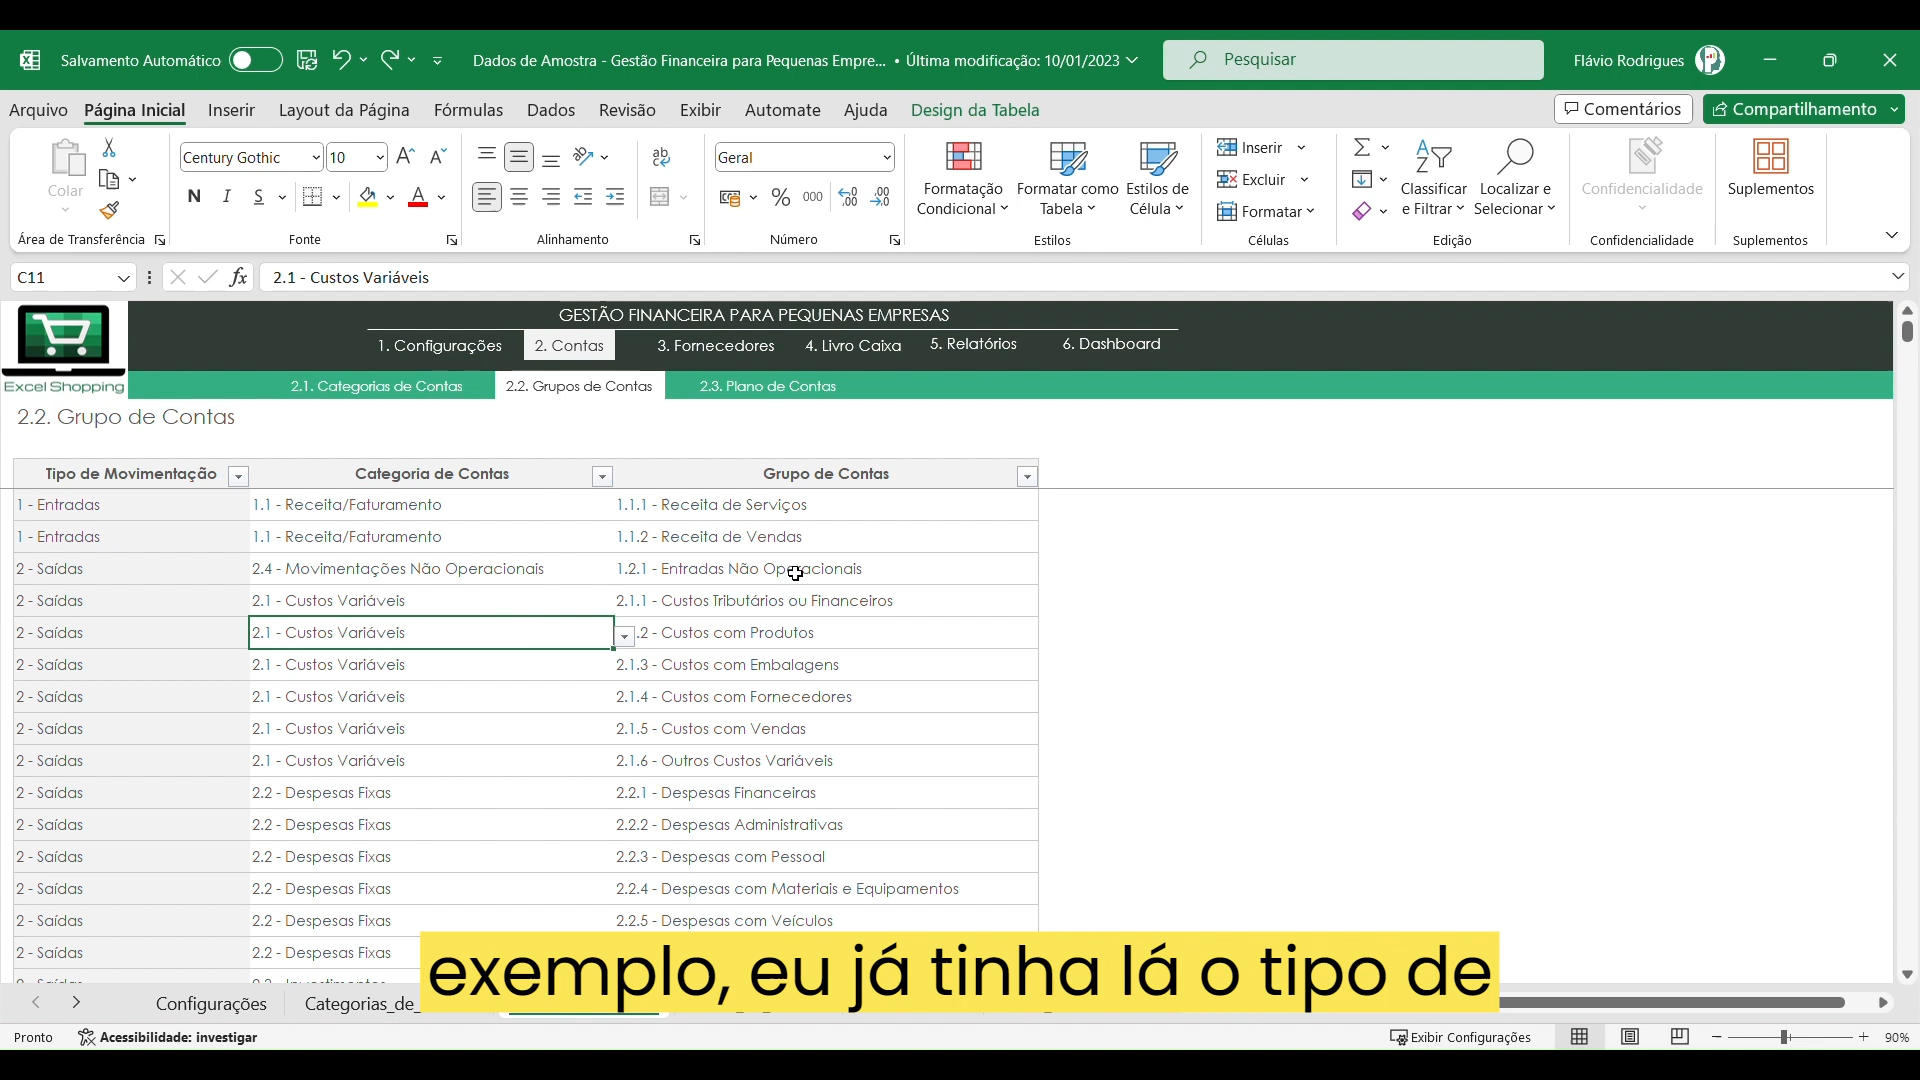 Salvamento Automático
Dados de Amostra - Gestão Financeira para Pequenas Empre... • Última modificação: 10/01/2023
Pesquisar
Flávio Rodrigues
Arquivo Página Inicial Inserir Layout da Página Fórmulas Dados Revisão Exibir Automate Ajuda Design da Tabela
Comentários Compartilhamento
Colar
Área de Transferência
Century Gothic 10
N I S
Fonte
ab
Alinhamento
Geral
% 000
Número
Formatação Condicional
Formatar como Tabela
Estilos de Célula
Estilos
Inserir
Excluir
Formatar
Células
Classificar e Filtrar
Localizar e Selecionar
Edição
Confidencialidade
Confidencialidade
Suplementos
Suplementos
C11 fx 2.1 - Custos Variáveis
Excel Shopping
GESTÃO FINANCEIRA PARA PEQUENAS EMPRESAS
1. Configurações 2. Contas 3. Fornecedores 4. Livro Caixa 5. Relatórios 6. Dashboard
2.1. Categorias de Contas 2.2. Grupos de Contas 2.3. Plano de Contas
2.2. Grupo de Contas
Tipo de Movimentação Categoria de Contas Grupo de Contas
1 - Entradas 1.1 - Receita/Faturamento 1.1.1 - Receita de Serviços
1 - Entradas 1.1 - Receita/Faturamento 1.1.2 - Receita de Vendas
2 - Saídas 2.4 - Movimentações Não Operacionais 1.2.1 - Entradas Não Operacionais
2 - Saídas 2.1 - Custos Variáveis 2.1.1 - Custos Tributários ou Financeiros
2 - Saídas 2.1 - Custos Variáveis .2 - Custos com Produtos
2 - Saídas 2.1 - Custos Variáveis 2.1.3 - Custos com Embalagens
2 - Saídas 2.1 - Custos Variáveis 2.1.4 - Custos com Fornecedores
2 - Saídas 2.1 - Custos Variáveis 2.1.5 - Custos com Vendas
2 - Saídas 2.1 - Custos Variáveis 2.1.6 - Outros Custos Variáveis
2 - Saídas 2.2 - Despesas Fixas 2.2.1 - Despesas Financeiras
2 - Saídas 2.2 - Despesas Fixas 2.2.2 - Despesas Administrativas
2 - Saídas 2.2 - Despesas Fixas 2.2.3 - Despesas com Pessoal
2 - Saídas 2.2 - Despesas Fixas 2.2.4 - Despesas com Materiais e Equipamentos
2 - Saídas 2.2 - Despesas Fixas 2.2.5 - Despesas com Veículos
2 - Saídas 2.2 - Despesas Fixas
exemplo, eu já tinha lá o tipo de
Configurações Categorias_de_
Pronto Acessibilidade: investigar Exibir Configurações 90%